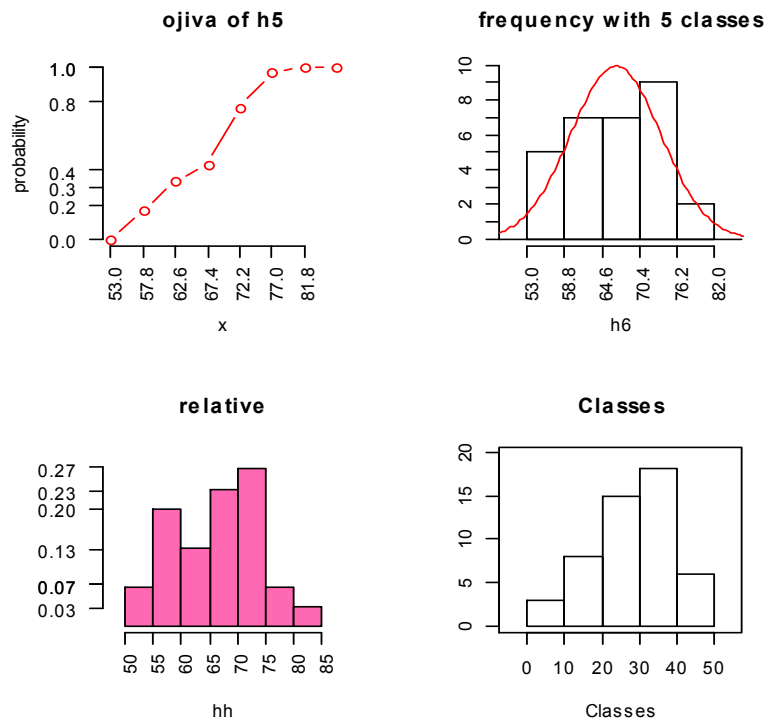 ojiva of h5
probability
1.0
0.8
0.4
0.3
0.2
0.0
53.0 57.8 62.6 67.4 72.2 77.0 81.8
x
frequency with 5 classes
10
8
6
4
2
0
53.0 58.8 64.6 70.4 76.2 82.0
h6
relative
0.27
0.23
0.20
0.13
0.07
0.03
50 55 60 65 70 75 80 85
hh
Classes
20
15
10
5
0
0 10 20 30 40 50
Classes